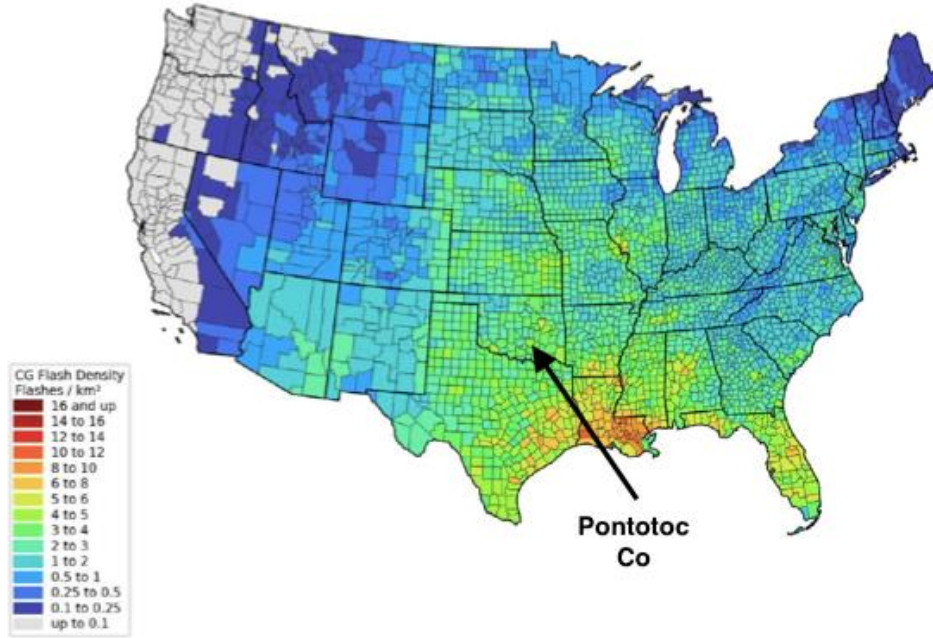 CG Flash Density
Flashes / km²
16 and up
14 to 16
12 to 14
10 to 12
8 to 10
6 to 8
5 to 6
4 to 5
3 to 4
2 to 3
1 to 2
0.5 to 1
0.25 to 0.5
0.1 to 0.25
up to 0.1
Pontotoc
Co